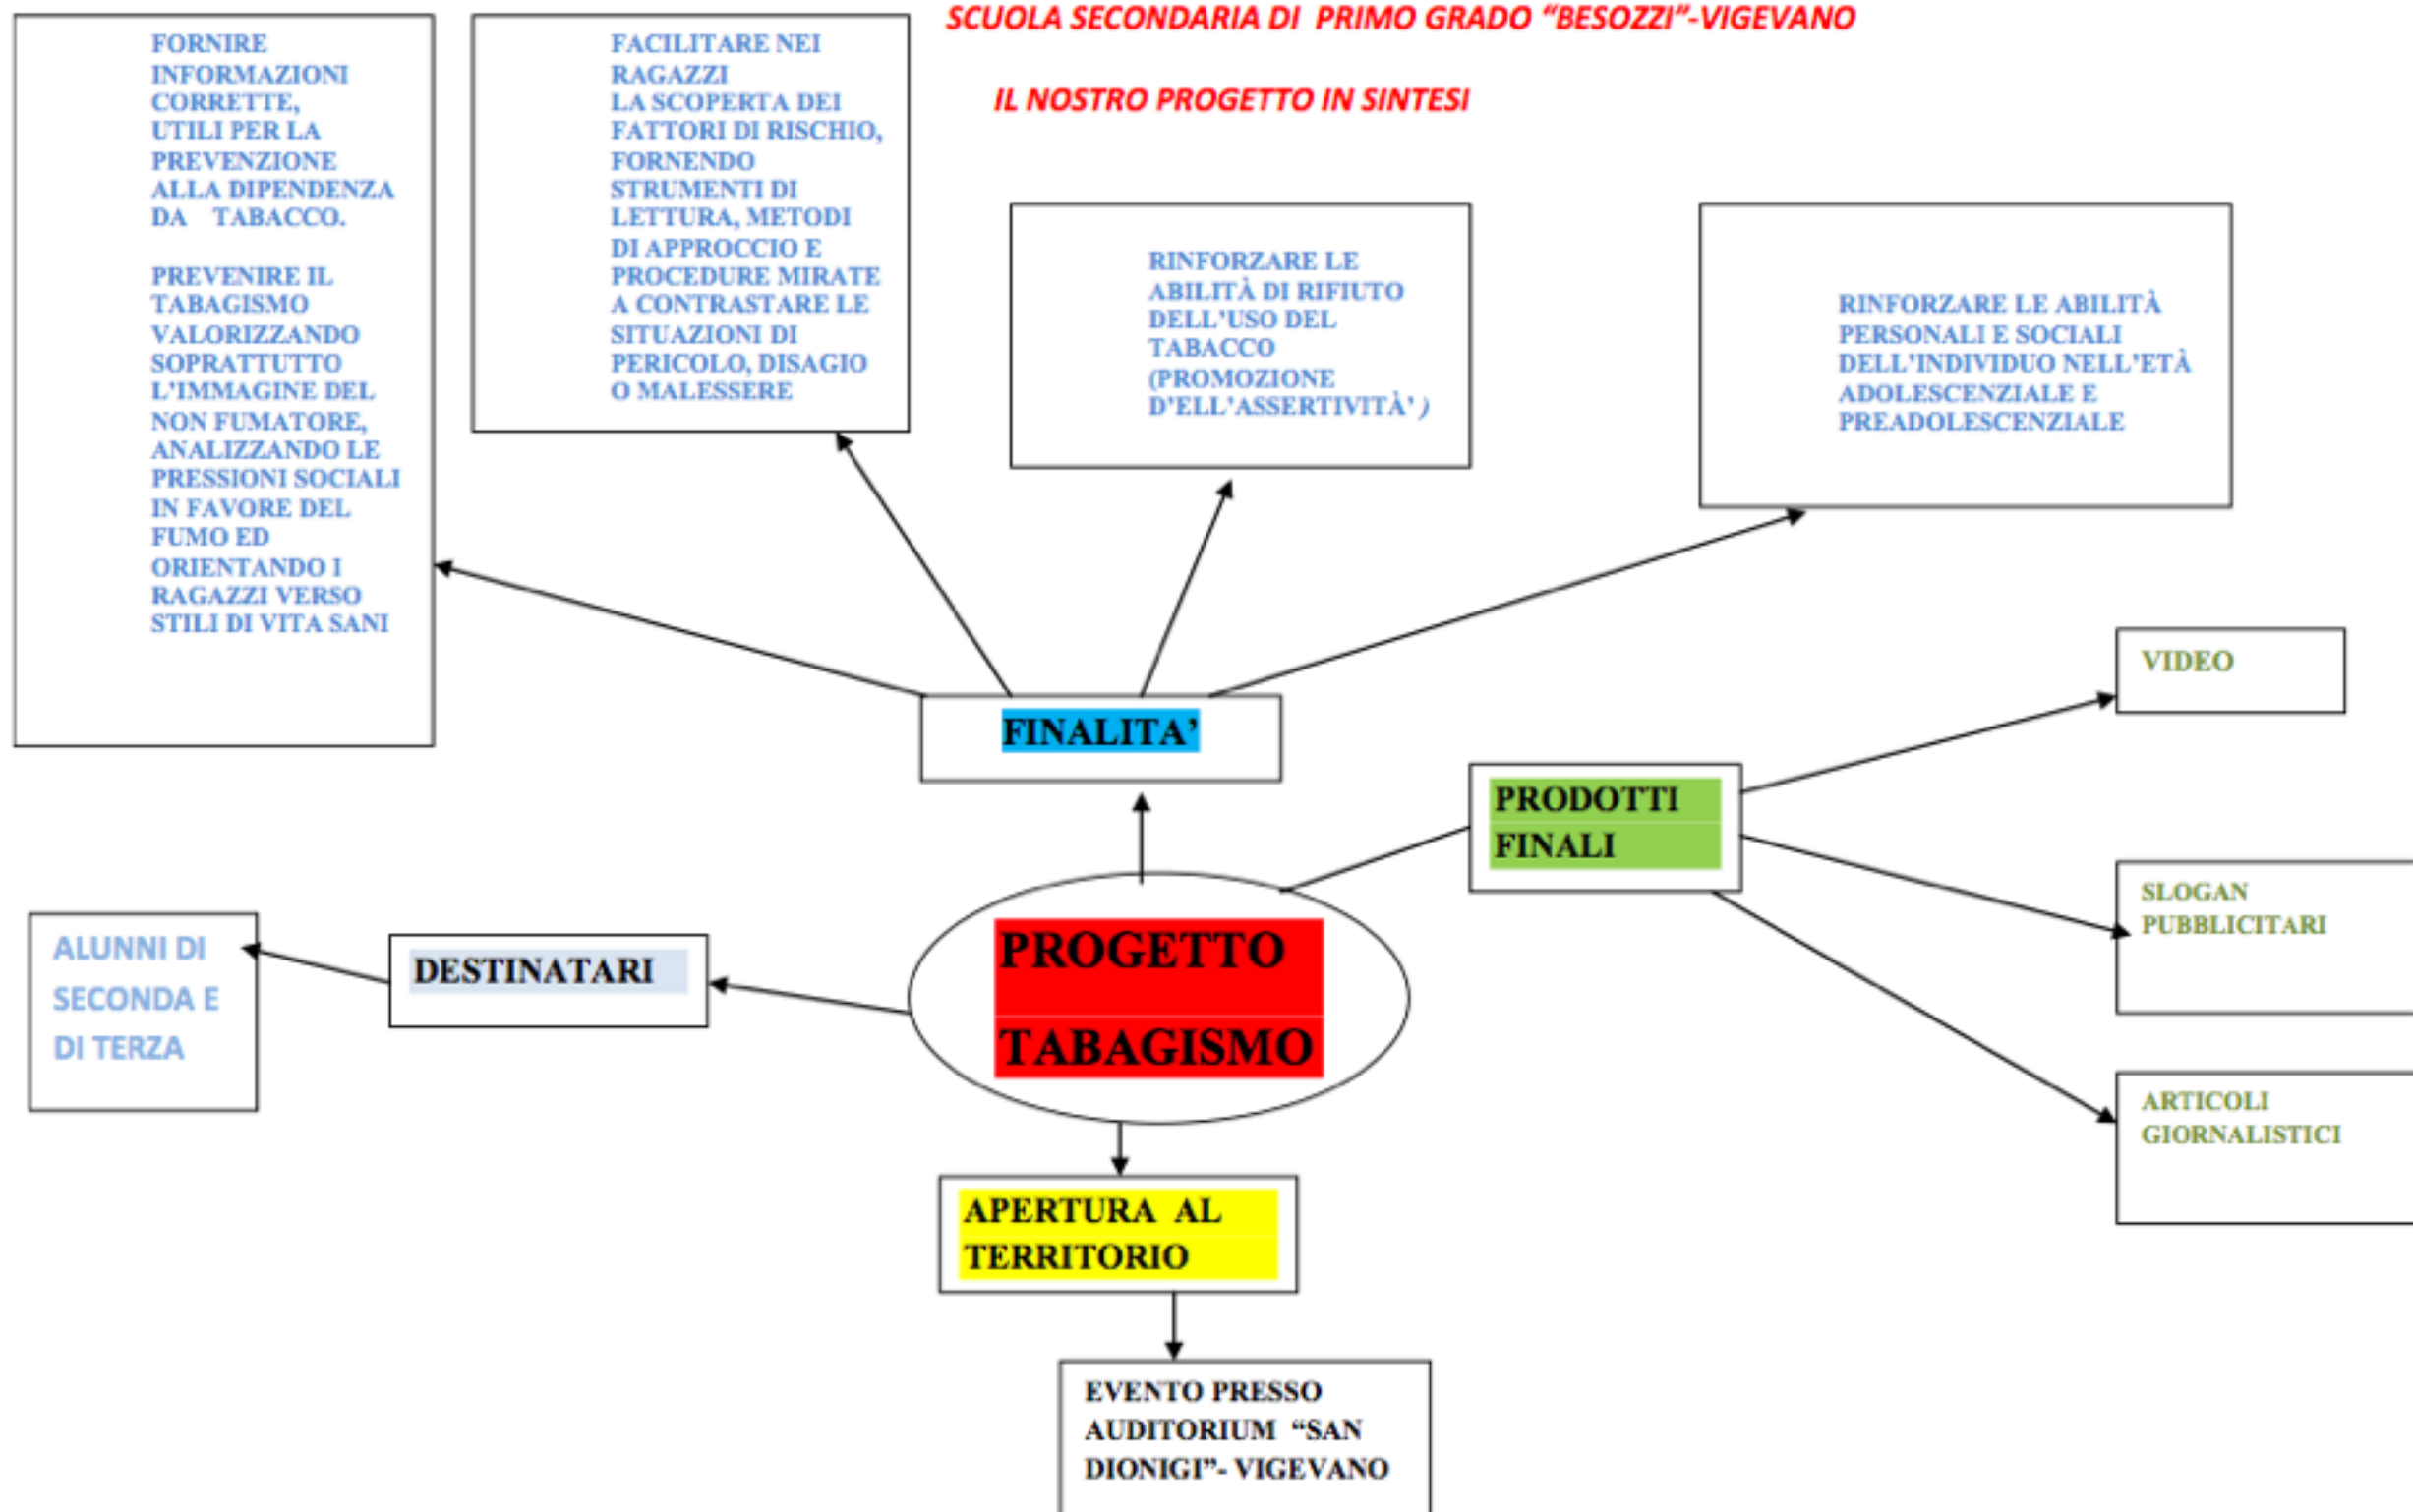 SCUOLA SECONDARIA DI PRIMO GRADO “BESOZZI”-VIGEVANO
IL NOSTRO PROGETTO IN SINTESI
FORNIRE
INFORMAZIONI
CORRETTE,
UTILI PER LA
PREVENZIONE
ALLA DIPENDENZA
DA TABACCO.
PREVENIRE IL
TABAGISMO
VALORIZZANDO
SOPRATTUTTO
L’IMMAGINE DEL
NON FUMATORE,
ANALIZZANDO LE
PRESSIONI SOCIALI
IN FAVORE DEL
FUMO ED
ORIENTANDO I
RAGAZZI VERSO
STILI DI VITA SANI
FACILITARE NEI
RAGAZZI
LA SCOPERTA DEI
FATTORI DI RISCHIO,
FORNENDO
STRUMENTI DI
LETTURA, METODI
DI APPROCCIO E
PROCEDURE MIRATE
A CONTRASTARE LE
SITUAZIONI DI
PERICOLO, DISAGIO
O MALESSERE
RINFORZARE LE
ABILITÀ DI RIFIUTO
DELL’USO DEL
TABACCO
(PROMOZIONE
D’ELL’ASSERTIVITÀ’ )
RINFORZARE LE ABILITÀ
PERSONALI E SOCIALI
DELL’INDIVIDUO NELL’ETÀ
ADOLESCENZIALE E
PREADOLESCENZIALE
FINALITA’
VIDEO
PRODOTTI
FINALI
SLOGAN
PUBBLICITARI
ARTICOLI
GIORNALISTICI
PROGETTO
TABAGISMO
DESTINATARI
ALUNNI DI
SECONDA E
DI TERZA
APERTURA AL
TERRITORIO
EVENTO PRESSO
AUDITORIUM “SAN
DIONIGI”- VIGEVANO